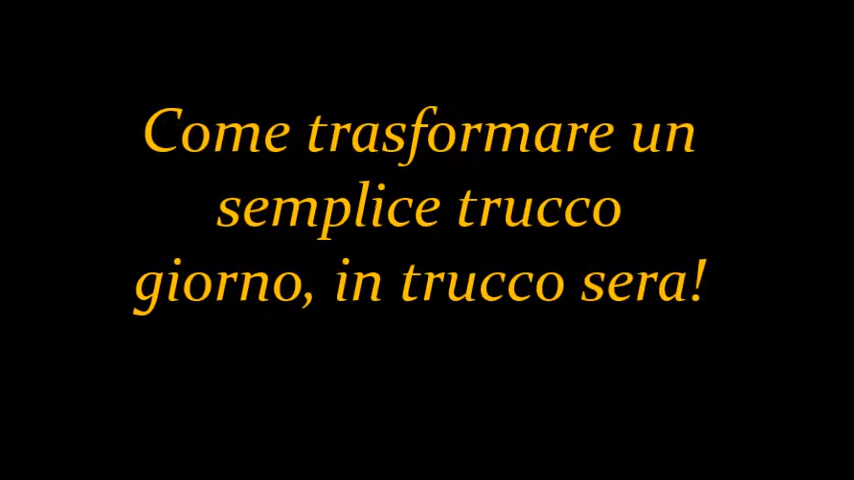 Come trasformare un
semplice trucco
giorno, in trucco sera!